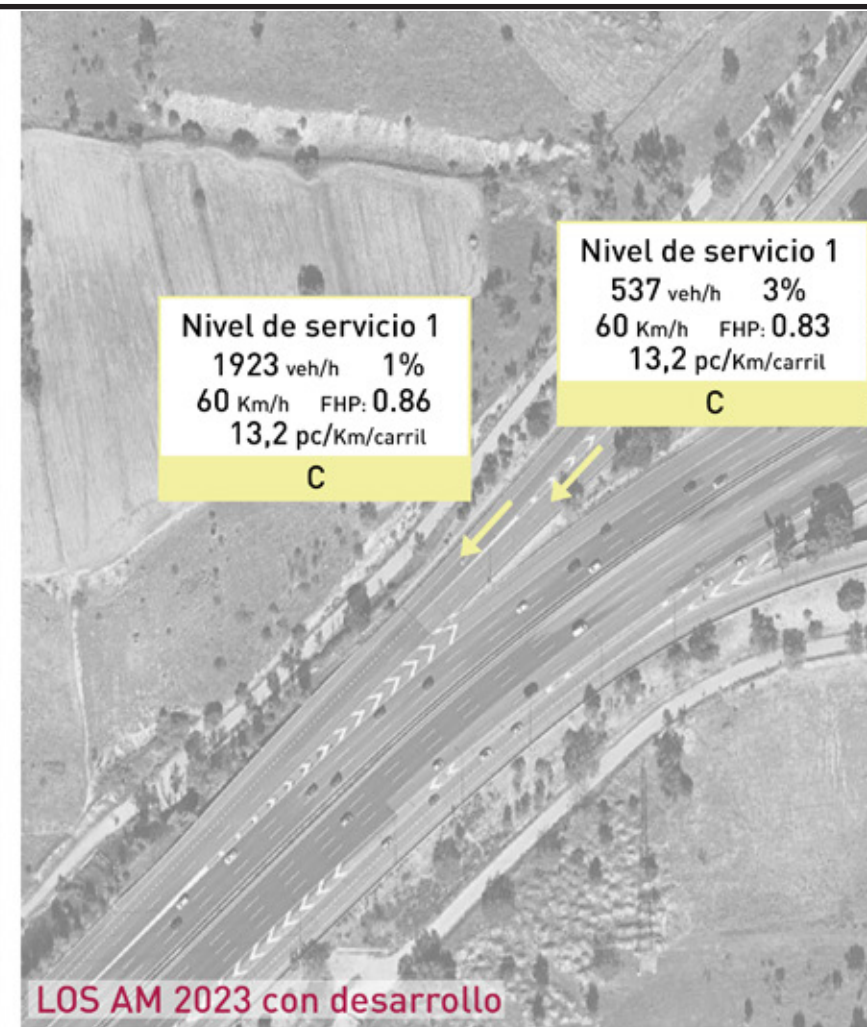 Nivel de servicio 1
537 veh/h 3%
60 Km/h FHP: 0.83
13,2 pc/Km/carril
C
Nivel de servicio 1
1923 veh/h 1%
60 Km/h FHP: 0.86
13,2 pc/Km/carril
C
LOS AM 2023 con desarrollo